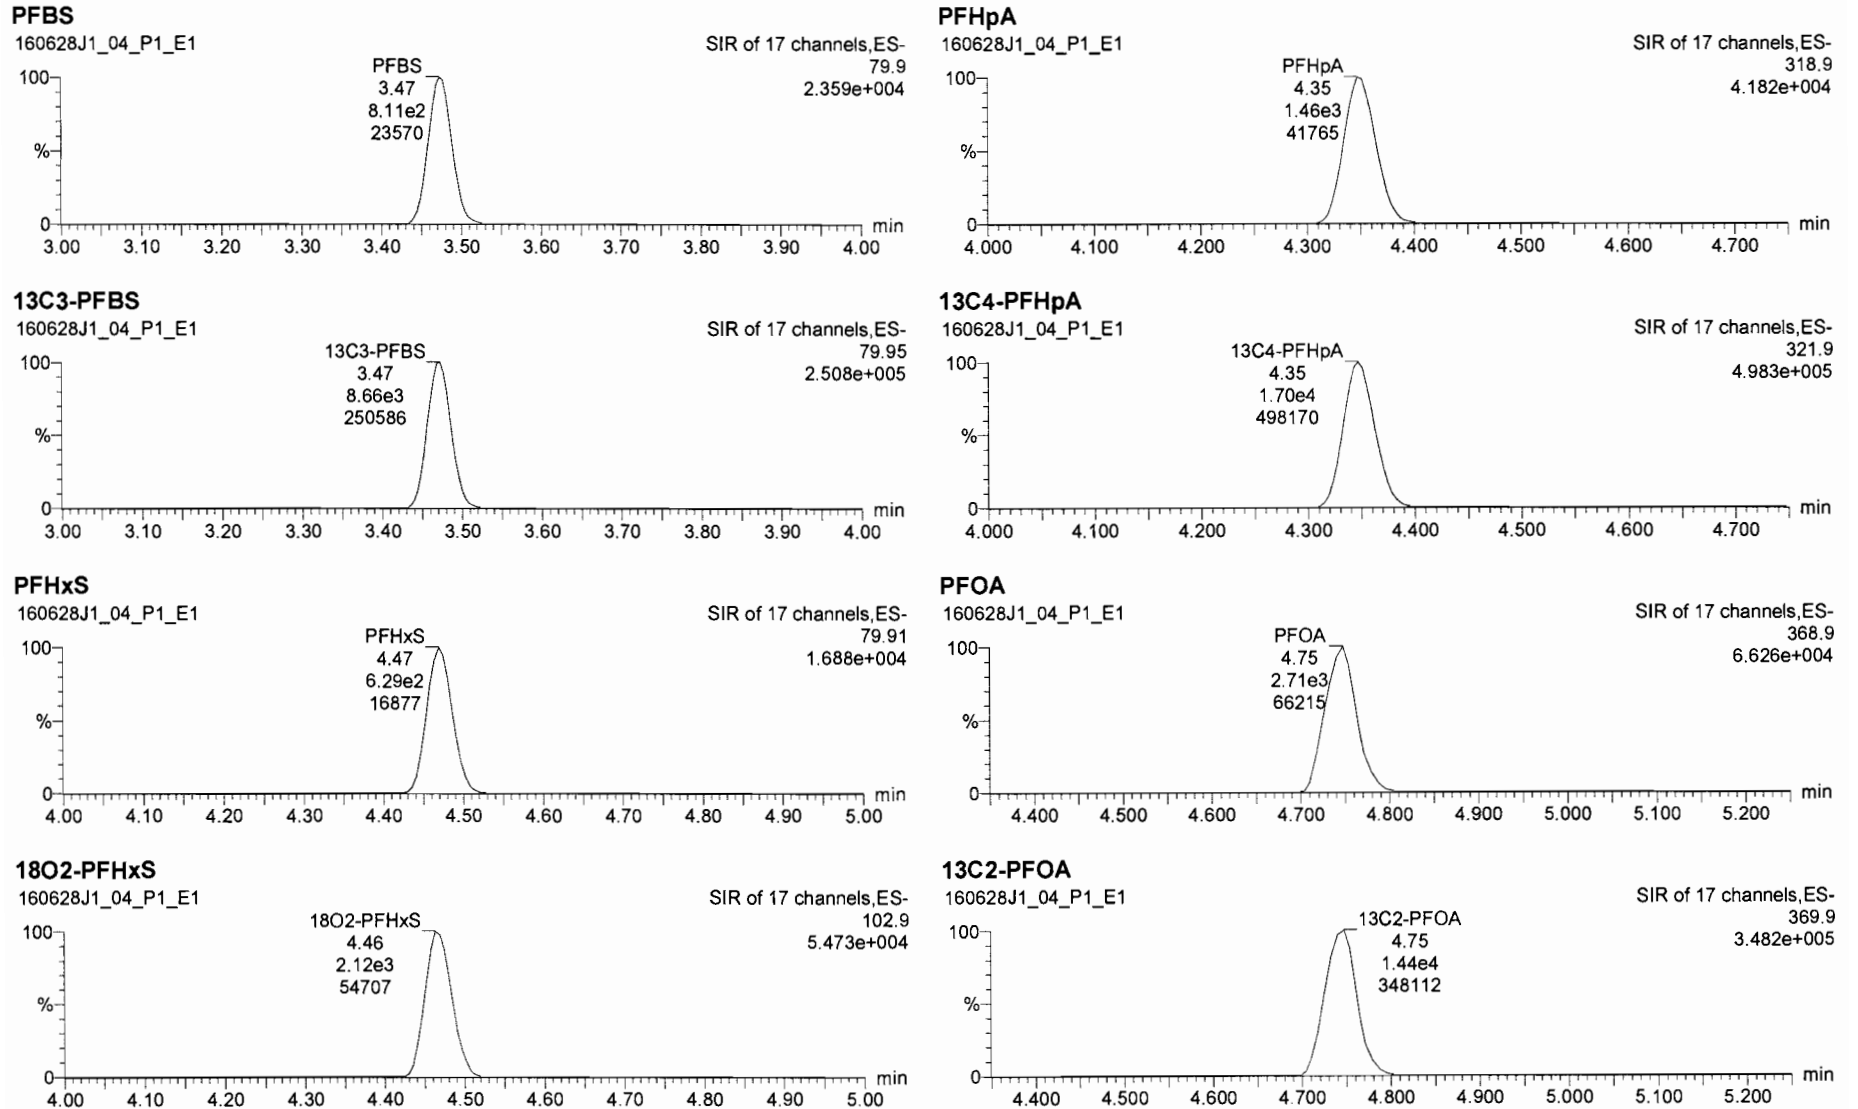 PFBS
160628J1_04_P1_E1
SIR of 17 channels,ES-
79.9
2.359e+004
PFBS
3.47
8.11e2
23570
100
%
0
min
3.00 3.10 3.20 3.30 3.40 3.50 3.60 3.70 3.80 3.90 4.00
13C3-PFBS
160628J1_04_P1_E1
SIR of 17 channels,ES-
79.95
2.508e+005
13C3-PFBS
3.47
8.66e3
250586
100
%
0
min
3.00 3.10 3.20 3.30 3.40 3.50 3.60 3.70 3.80 3.90 4.00
PFHxS
160628J1_04_P1_E1
SIR of 17 channels,ES-
79.91
1.688e+004
PFHxS
4.47
6.29e2
16877
100
%
0
min
4.00 4.10 4.20 4.30 4.40 4.50 4.60 4.70 4.80 4.90 5.00
18O2-PFHxS
160628J1_04_P1_E1
SIR of 17 channels,ES-
102.9
5.473e+004
18O2-PFHxS
4.46
2.12e3
54707
100
%
0
min
4.00 4.10 4.20 4.30 4.40 4.50 4.60 4.70 4.80 4.90 5.00
PFHpA
160628J1_04_P1_E1
SIR of 17 channels,ES-
318.9
4.182e+004
PFHpA
4.35
1.46e3
41765
100
%
0
min
4.000 4.100 4.200 4.300 4.400 4.500 4.600 4.700
13C4-PFHpA
160628J1_04_P1_E1
SIR of 17 channels,ES-
321.9
4.983e+005
13C4-PFHpA
4.35
1.70e4
498170
100
%
0
min
4.000 4.100 4.200 4.300 4.400 4.500 4.600 4.700
PFOA
160628J1_04_P1_E1
SIR of 17 channels,ES-
368.9
6.626e+004
PFOA
4.75
2.71e3
66215
100
%
0
min
4.400 4.500 4.600 4.700 4.800 4.900 5.000 5.100 5.200
13C2-PFOA
160628J1_04_P1_E1
SIR of 17 channels,ES-
369.9
3.482e+005
13C2-PFOA
4.75
1.44e4
348112
100
%
0
min
4.400 4.500 4.600 4.700 4.800 4.900 5.000 5.100 5.200